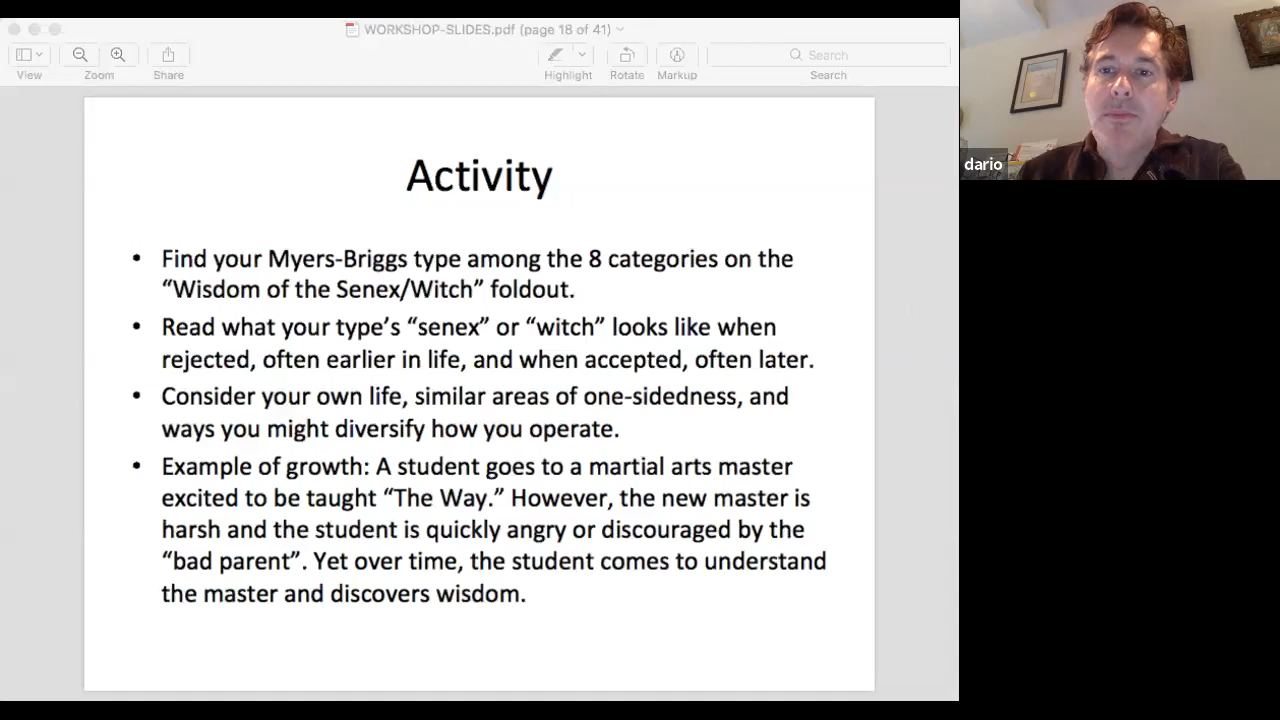 WORKSHOP-SLIDES.pdf (page 18 of 41)
View
Zoom
Share
Highlight
Rotate
Markup
Search
Search
dario
Activity
• Find your Myers-Briggs type among the 8 categories on the
“Wisdom of the Senex/Witch” foldout.
• Read what your type’s “senex” or “witch” looks like when
rejected, often earlier in life, and when accepted, often later.
• Consider your own life, similar areas of one-sidedness, and
ways you might diversify how you operate.
• Example of growth: A student goes to a martial arts master
excited to be taught “The Way.” However, the new master is
harsh and the student is quickly angry or discouraged by the
“bad parent”. Yet over time, the student comes to understand
the master and discovers wisdom.